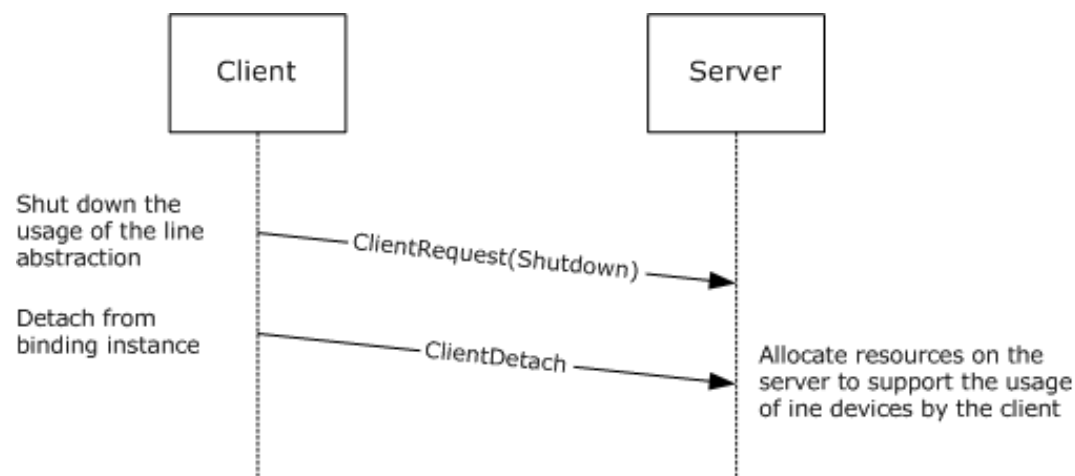 Client
Server
Shut down the
usage of the line
abstraction
ClientRequest(Shutdown)
Detach from
binding instance
ClientDetach
Allocate resources on the
server to support the usage
of ine devices by the client